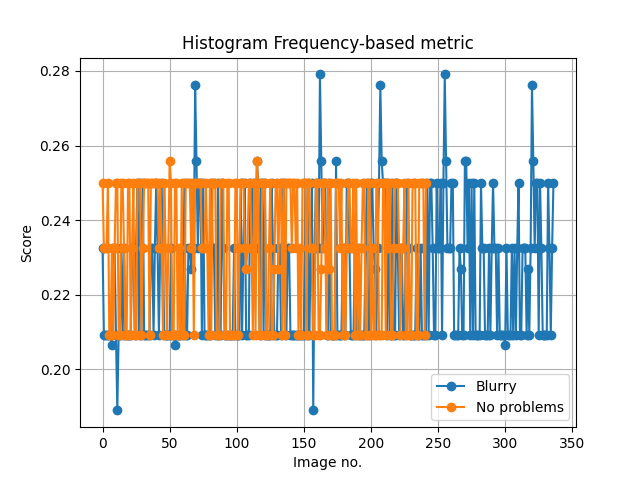 Histogram Frequency-based metric
0.28
0.26
0.24
0.22
0.20
Score
0 50 100 150 200 250 300 350
Image no.
Blurry
No problems